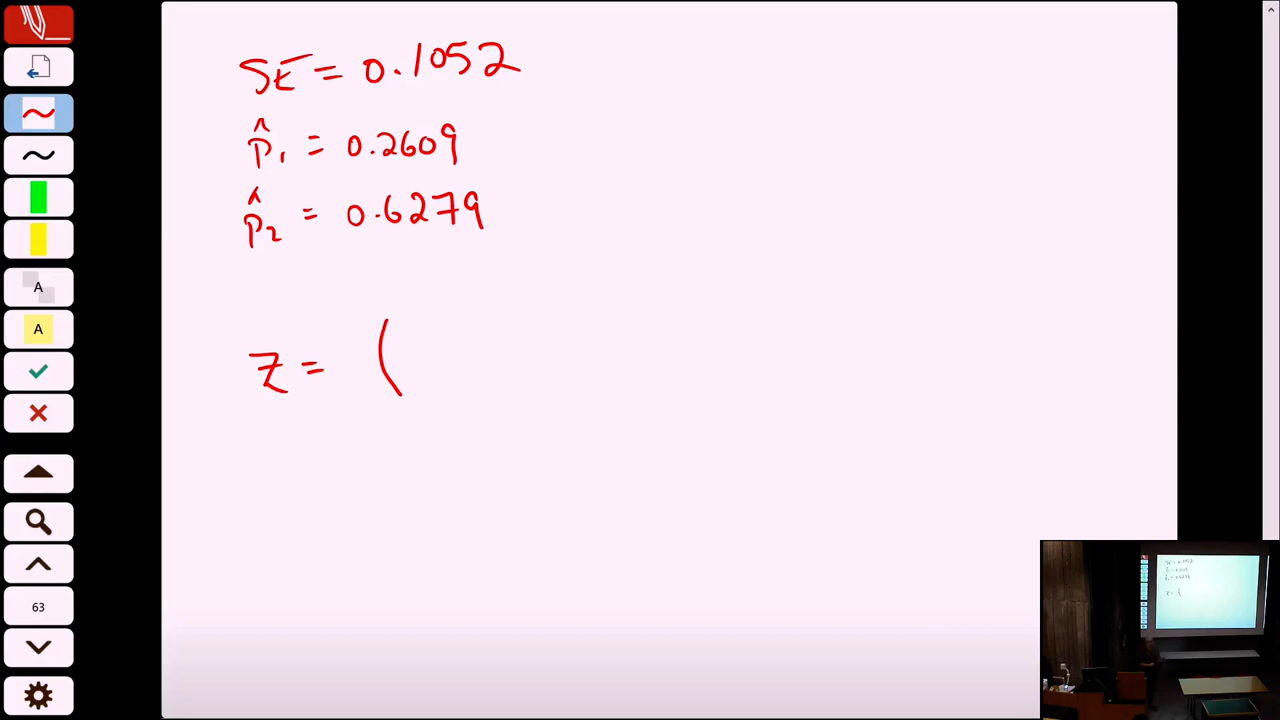 SE = 0.1052
p̂₁ = 0.2609
p̂₂ = 0.6279
z = (
A
A
63